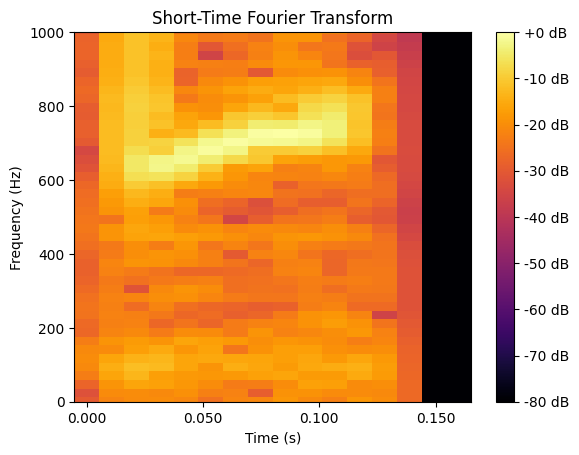 Short-Time Fourier Transform
1000
800
600
400
200
0
Frequency (Hz)
0.000
0.050
0.100
0.150
Time (s)
+0 dB
-10 dB
-20 dB
-30 dB
-40 dB
-50 dB
-60 dB
-70 dB
-80 dB